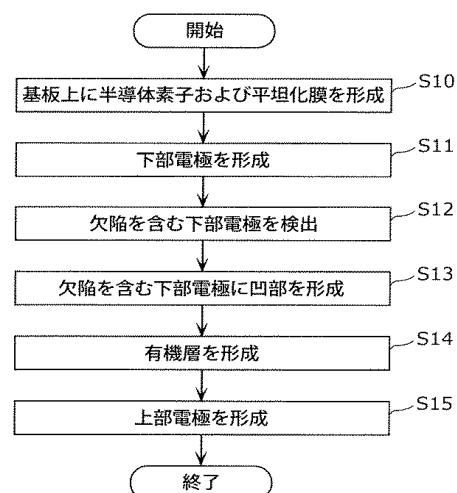 開始
基板上に半導体素子および平坦化膜を形成
S10
下部電極を形成
S11
欠陥を含む下部電極を検出
S12
欠陥を含む下部電極に凹部を形成
S13
有機層を形成
S14
上部電極を形成
S15
終了